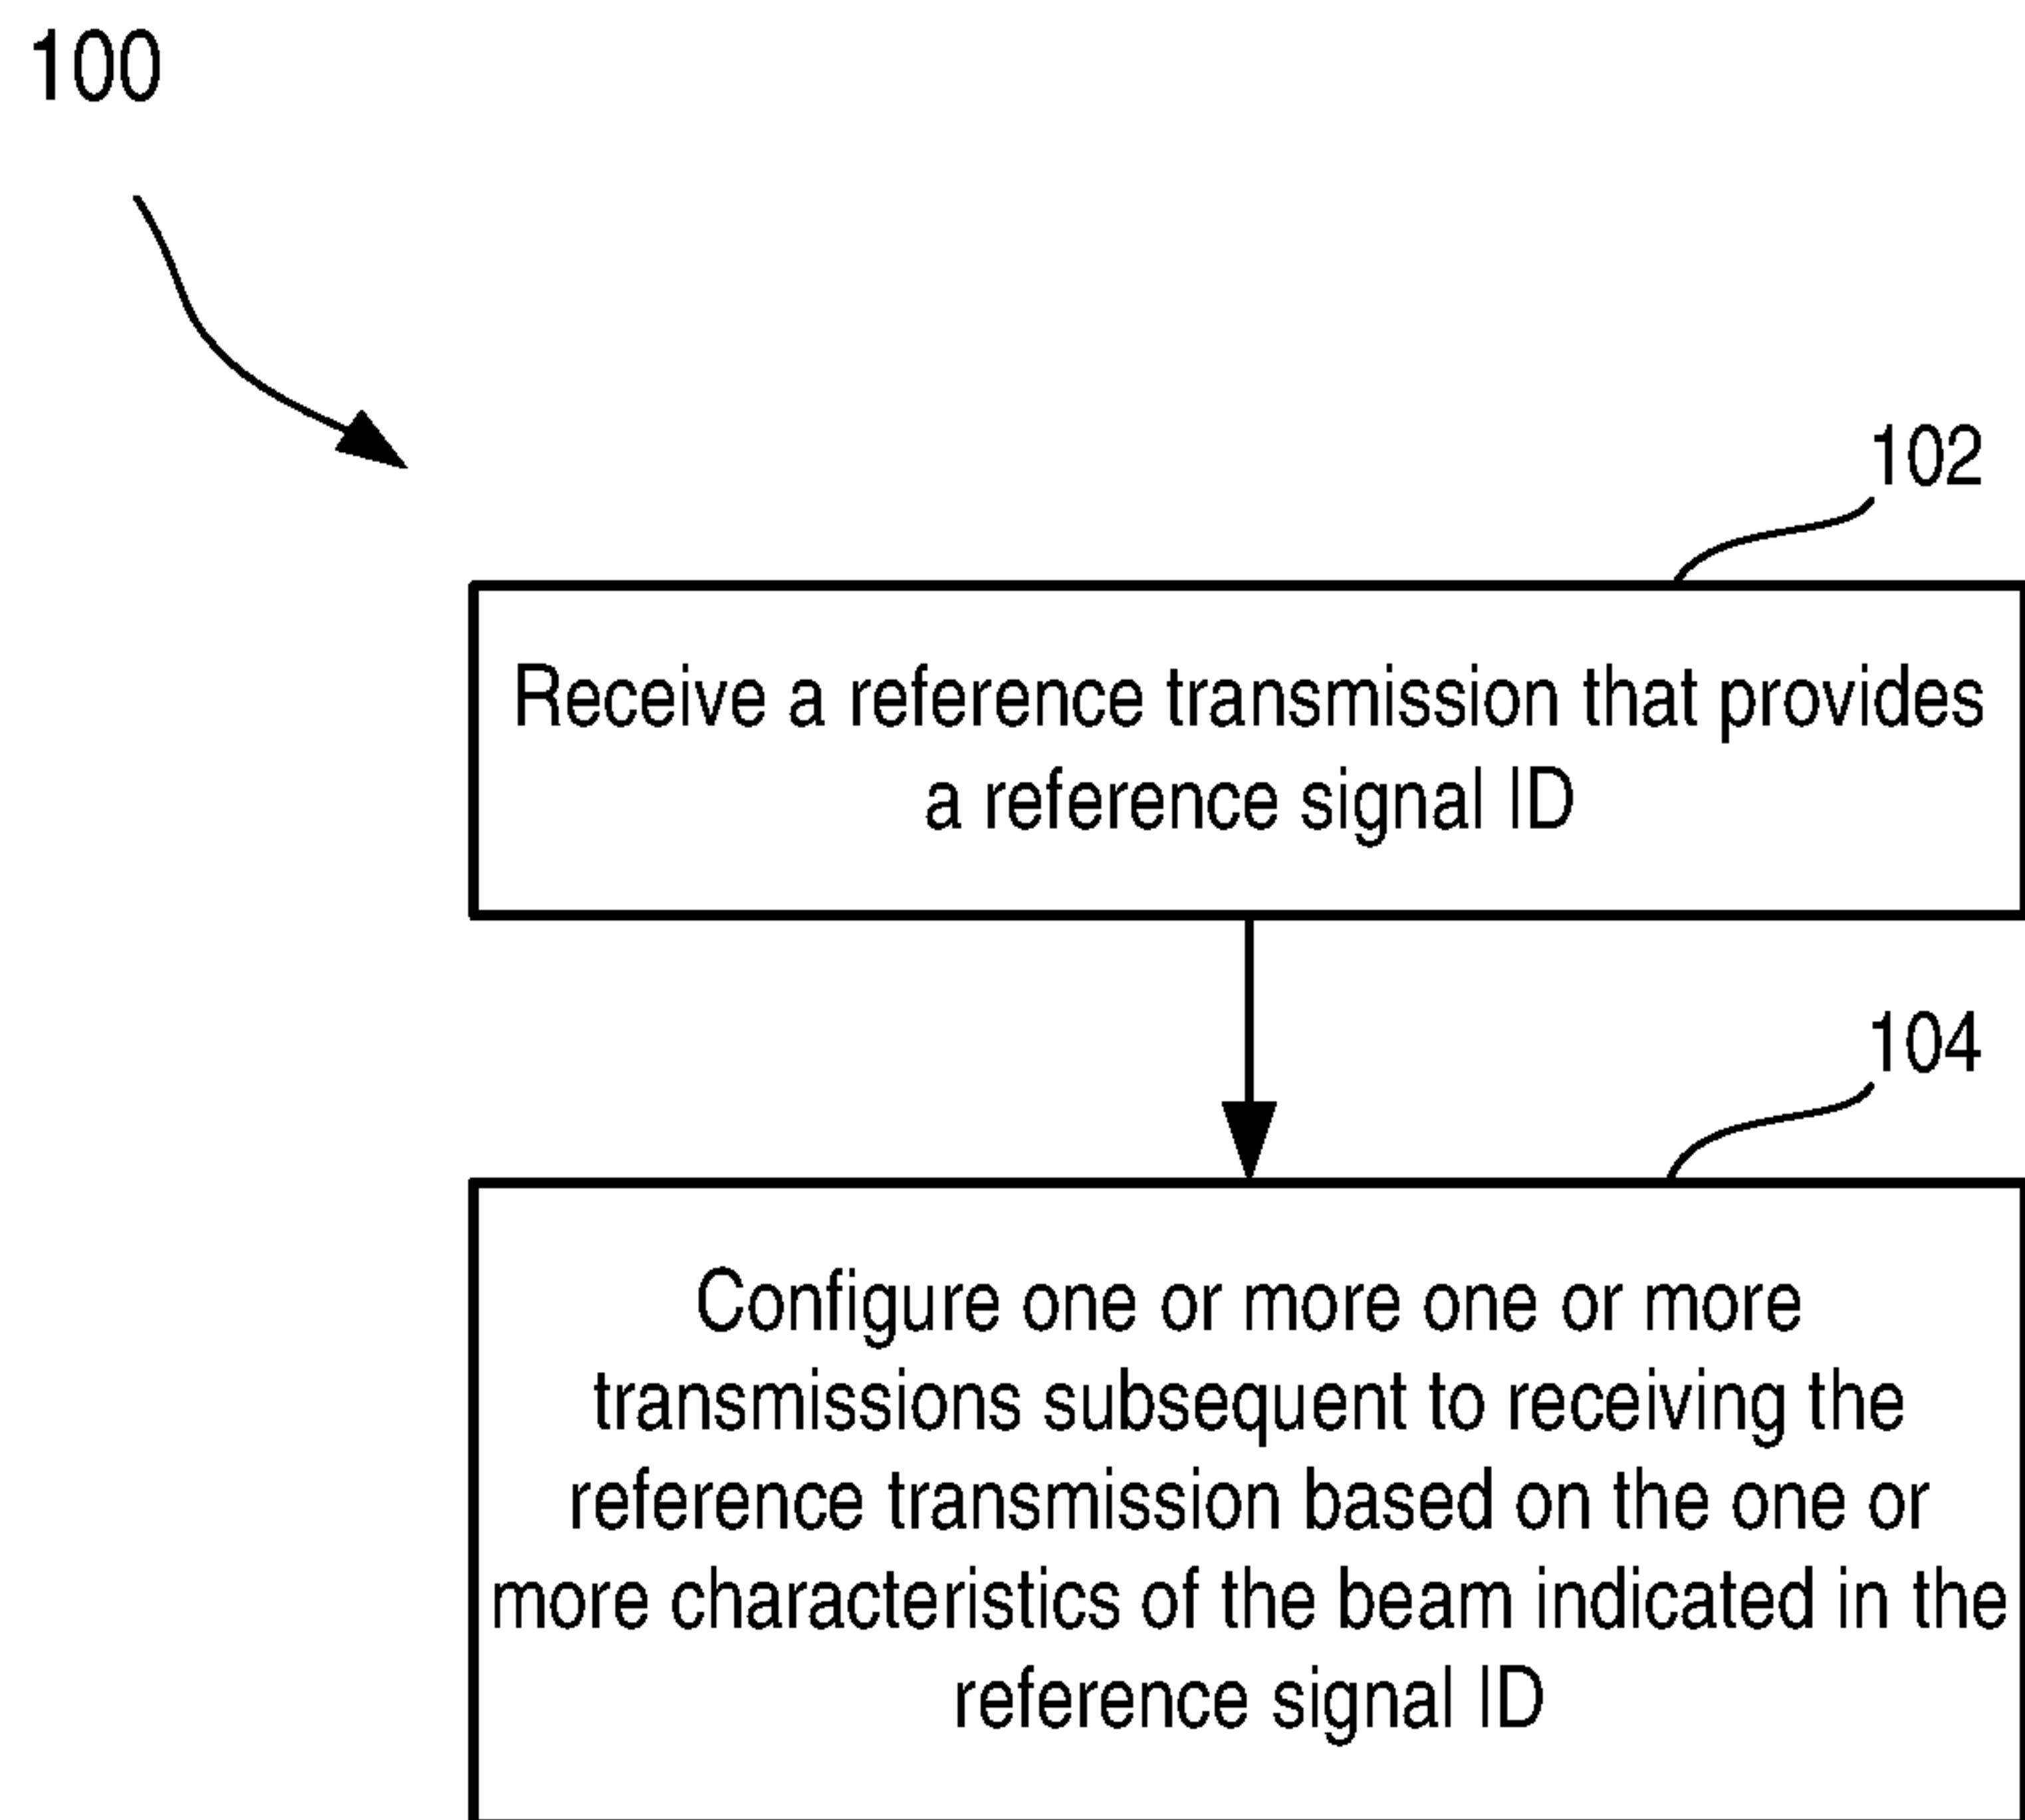 100
102
Receive a reference transmission that provides
a reference signal ID
104
Configure one or more one or more
transmissions subsequent to receiving the
reference transmission based on the one or
more characteristics of the beam indicated in the
reference signal ID